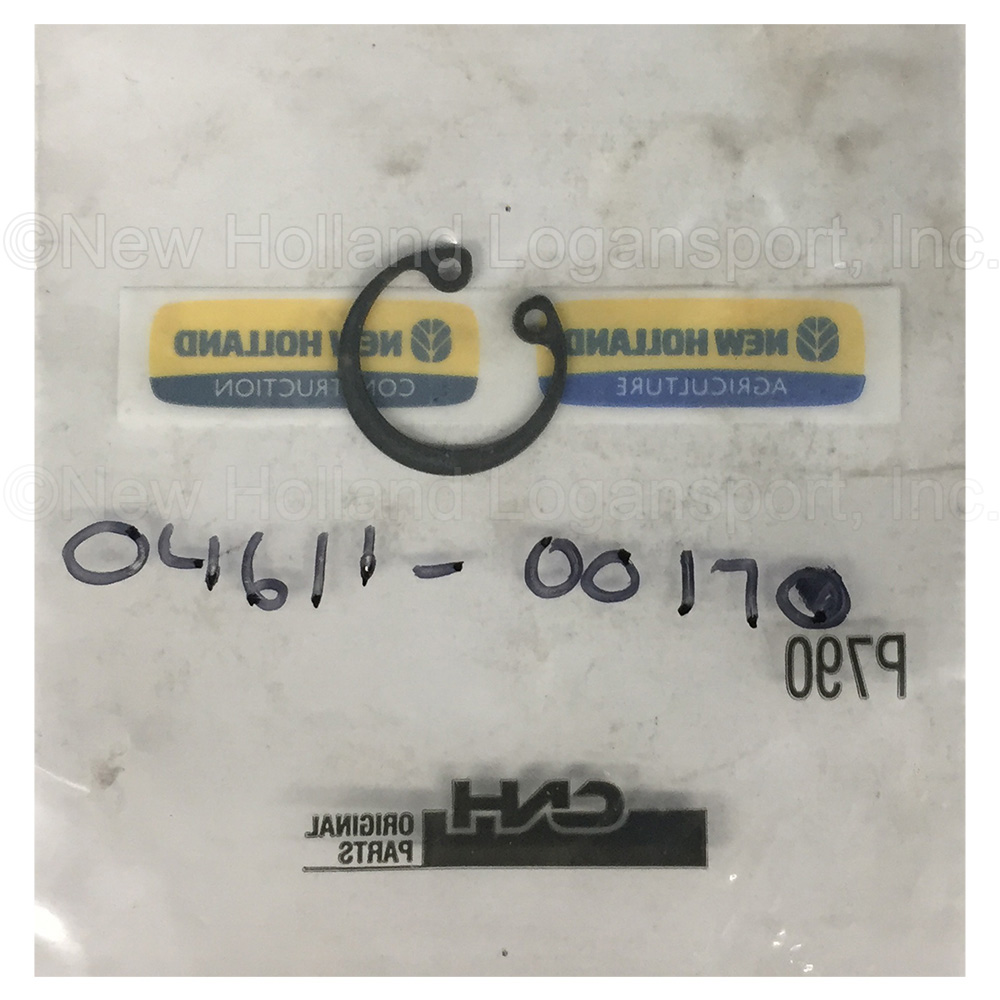 ©New Holland Logansport, Inc.
NEW HOLLAND
CONSTRUCTION
NEW HOLLAND
AGRICULTURE
©New Holland Logansport, Inc.
04611-00170
P790
CNH
ORIGINAL
PARTS